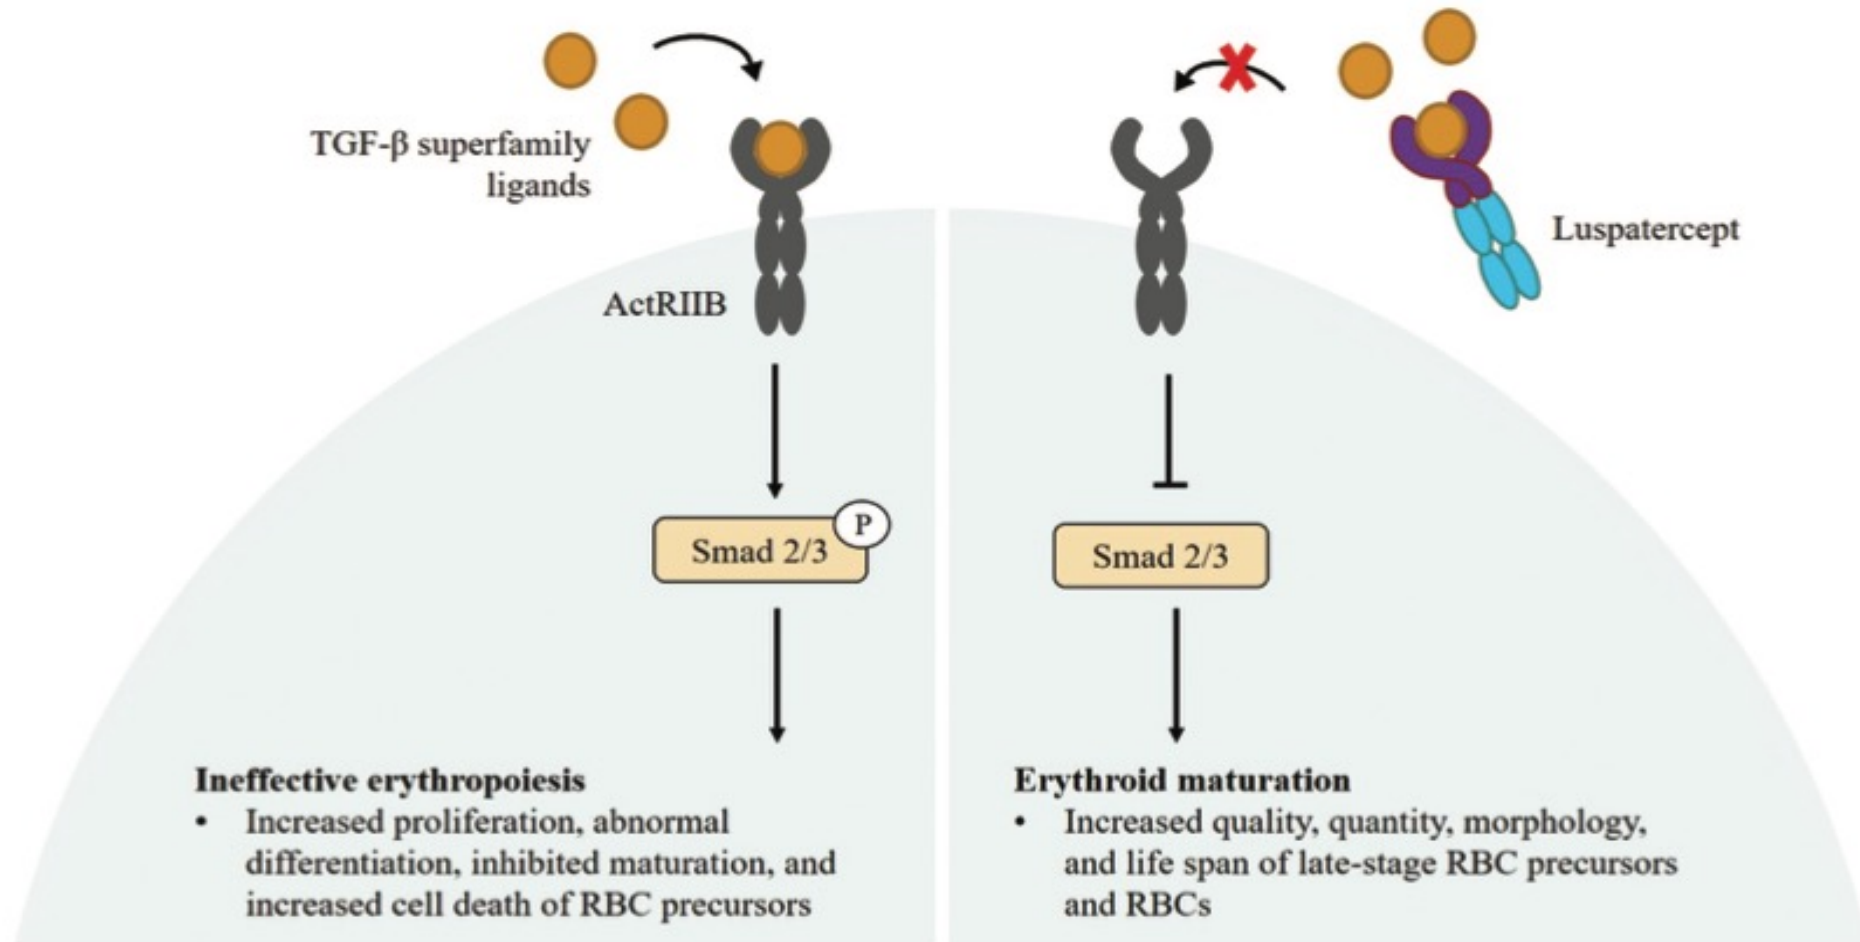 TGF-β superfamily
ligands
ActRIIB
Smad 2/3
P
Ineffective erythropoiesis
• Increased proliferation, abnormal
differentiation, inhibited maturation, and
increased cell death of RBC precursors
Luspatercept
Smad 2/3
Erythroid maturation
• Increased quality, quantity, morphology,
and life span of late-stage RBC precursors
and RBCs